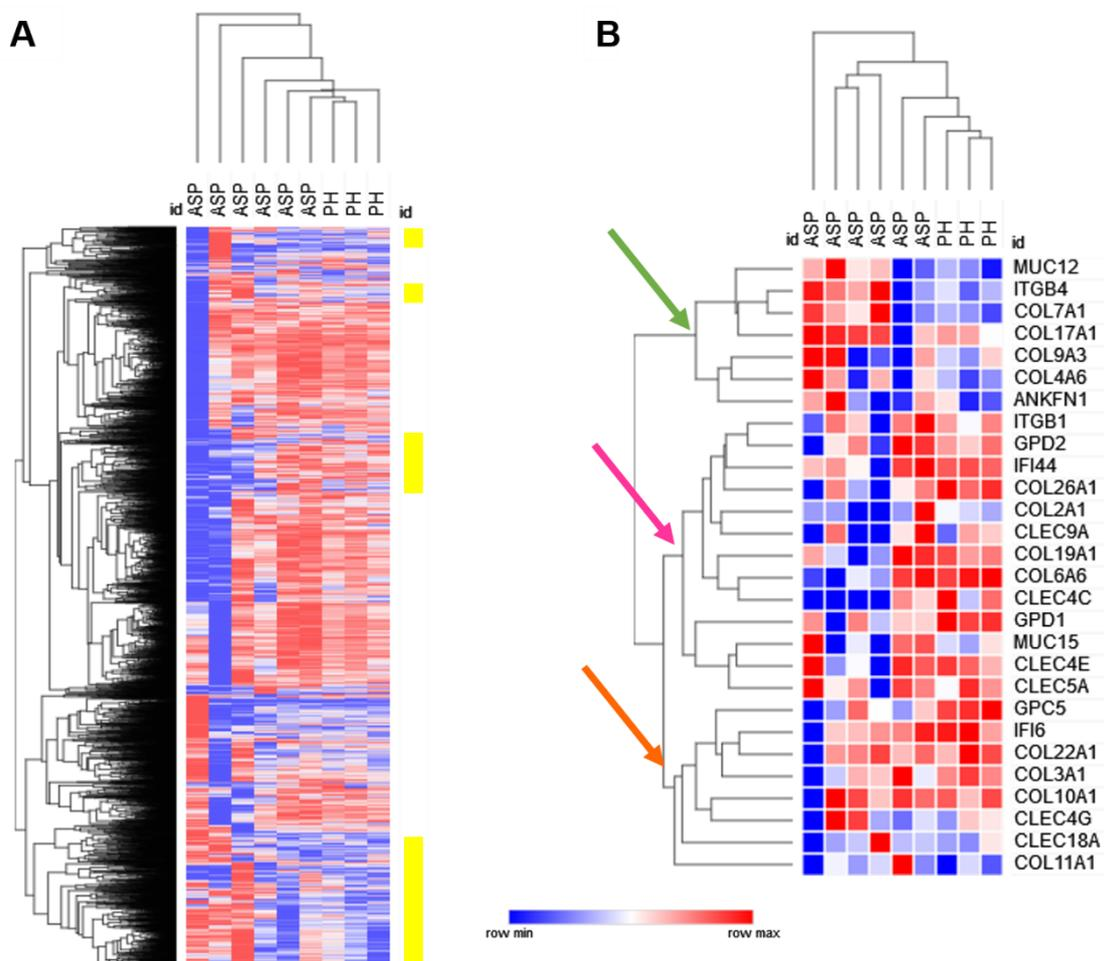 A
B
id ASP ASP ASP ASP ASP ASP PH PH PH id
id ASP ASP ASP ASP ASP ASP PH PH PH id
MUC12
ITGB4
COL7A1
COL17A1
COL9A3
COL4A6
ANKFN1
ITGB1
GPD2
IFI44
COL26A1
COL2A1
CLEC9A
COL19A1
COL6A6
CLEC4C
GPD1
MUC15
CLEC4E
CLEC5A
GPC5
IFI6
COL22A1
COL3A1
COL10A1
CLEC4G
CLEC18A
COL11A1
row min row max